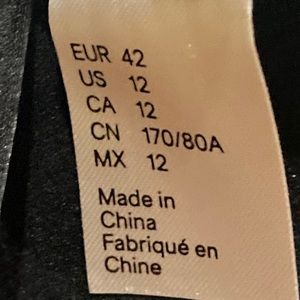 EUR 42
US 12
CA 12
CN 170/80A
MX 12
Made in
China
Fabriqué en
Chine